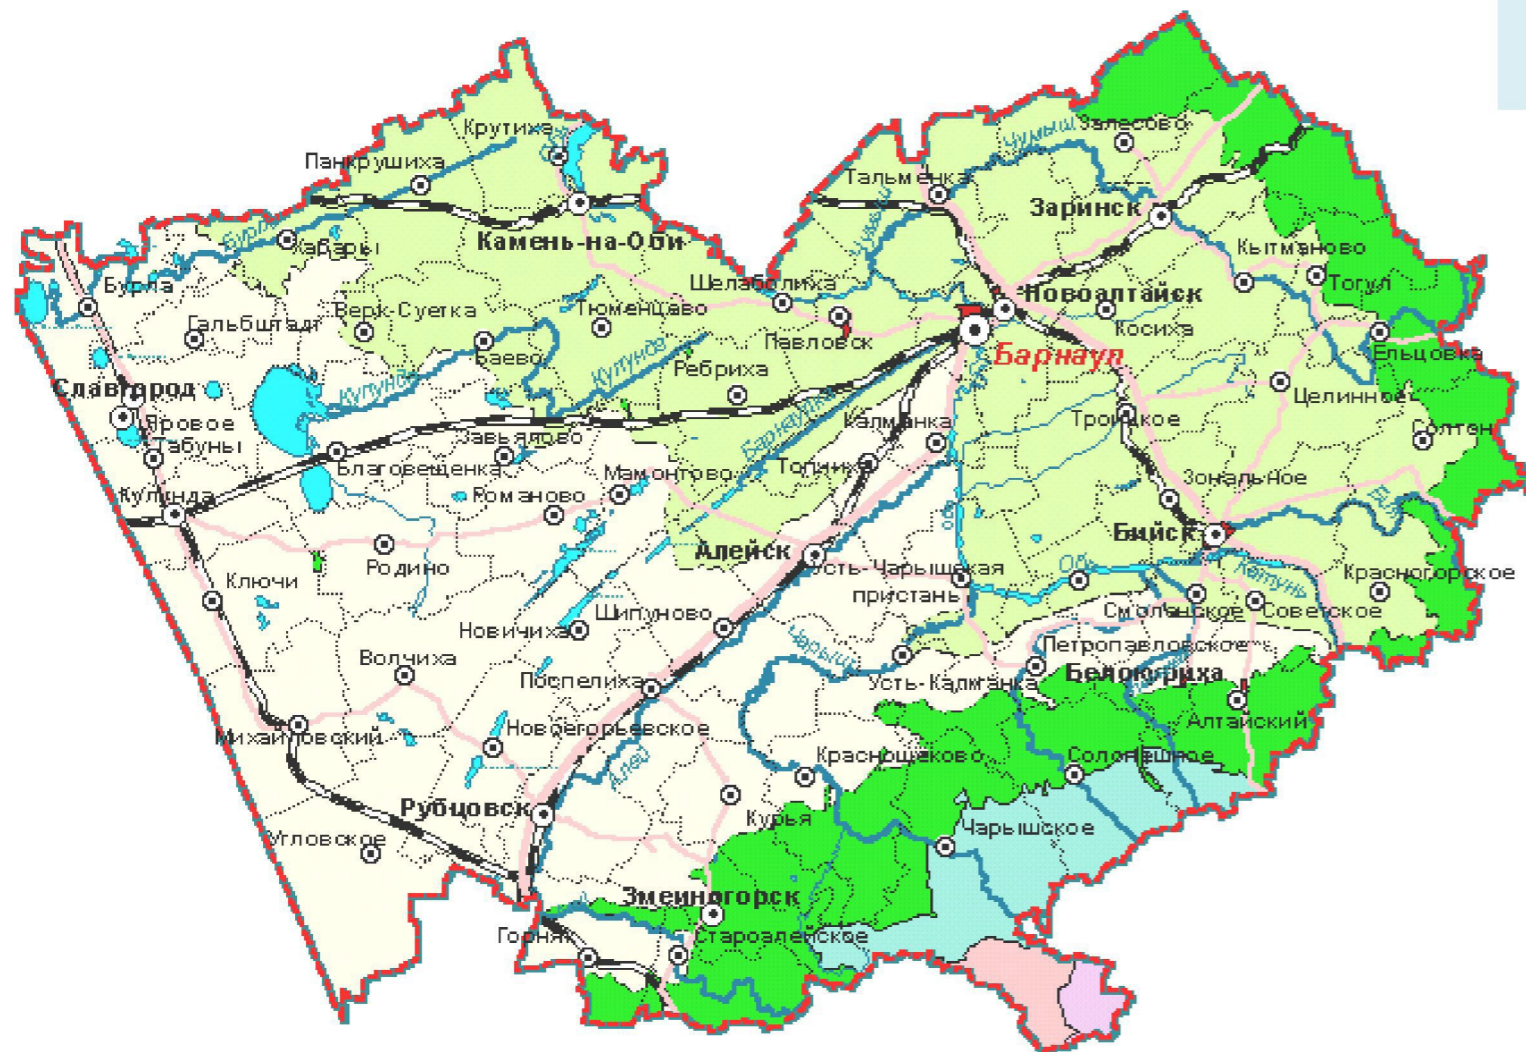 Крутиха
Обь
Залесово
Чумыш
Панкрушиха
Тальменка
Заринск
Бурла
Хабары
Камень-на-Оби
Чумыш
Кытманово
Бурла
Шелаболиха
Новоалтайск
Тогул
Гальбштадт
Верх-Суетка
Тюменцево
Павловск
Косиха
Баево
Кулунда
Барнаул
Ельцовка
Славгород
Кулунда
Ребриха
Целинное
Яровое
Барнаулка
Калманка
Троицкое
Солтон
Табуны
Завьялово
Благовещенка
Мамонтово
Топчиха
Кулунда
Романово
Зональное
Обь
Алейск
Бийск
Родино
Усть-Чарышская
пристань
Обь
Катунь
Красногорское
Ключи
Шипуново
Смоленское
Советское
Новичиха
Чарыш
Петропавловское
Волчиха
Поспелиха
Усть-Калманка
Белокуриха
Михайловский
Новоегорьевское
Алтайский
Алей
Краснощеково
Солонешное
Рубцовск
Курья
Чарышское
Угловское
Змеиногорск
Горняк
Староалейское